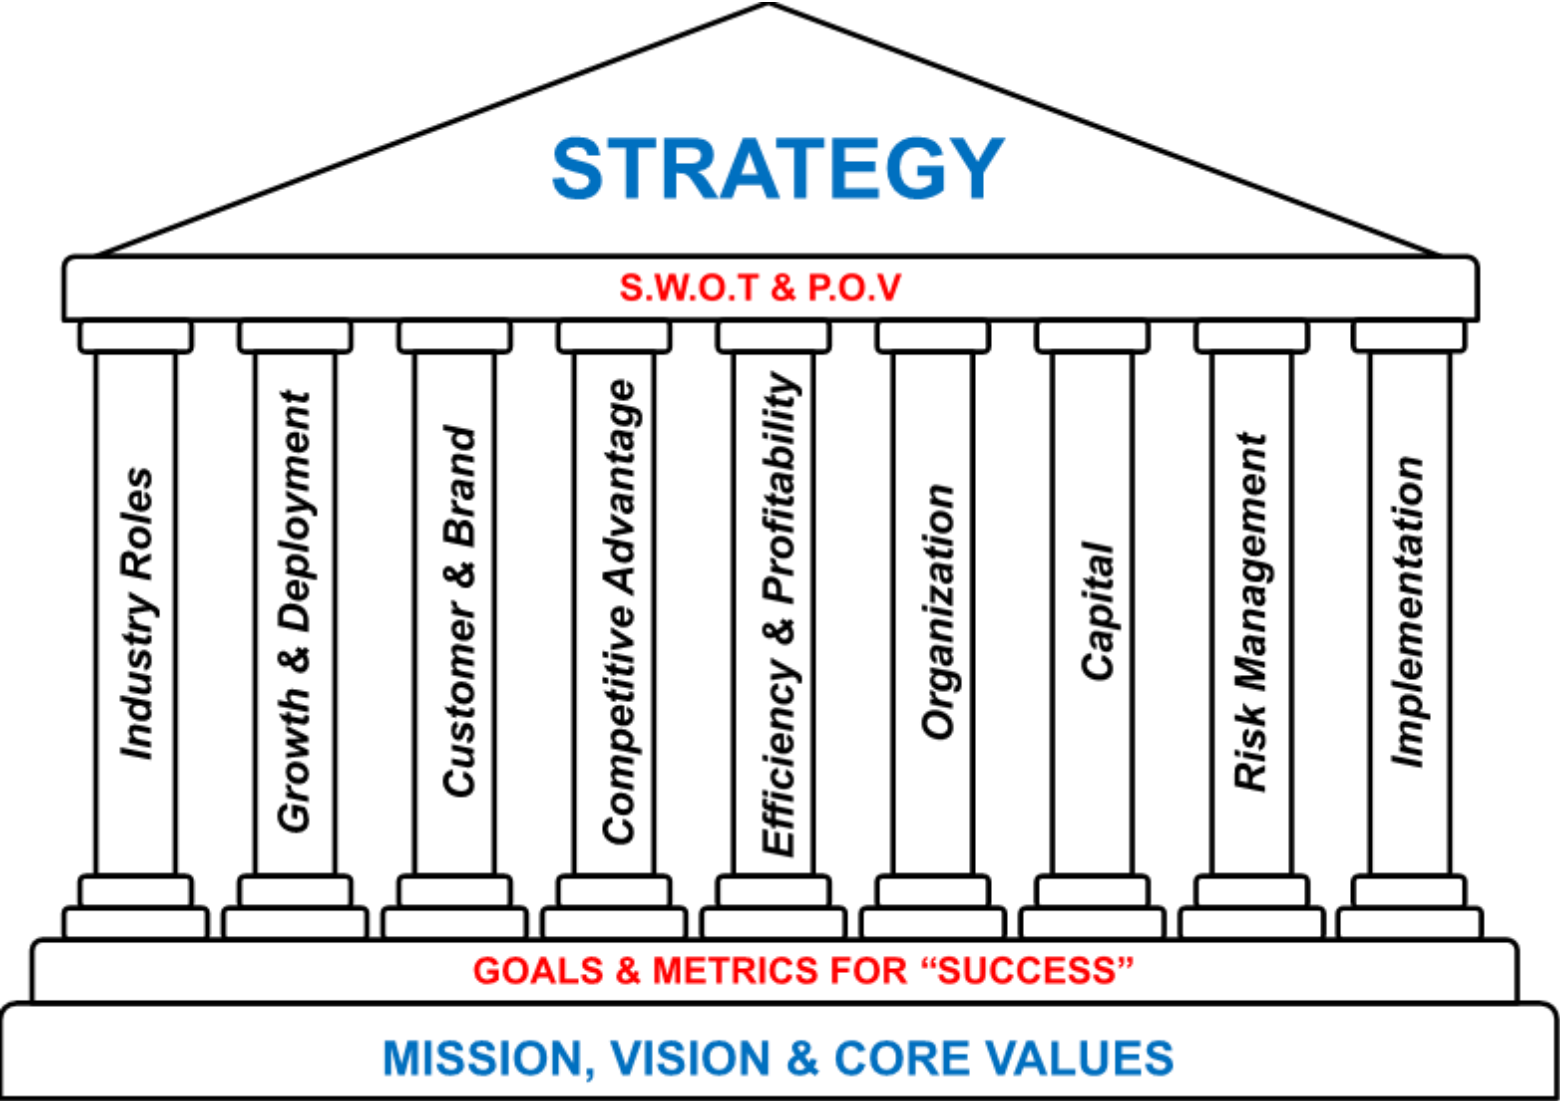 STRATEGY
S.W.O.T & P.O.V
Industry Roles
Growth & Deployment
Customer & Brand
Competitive Advantage
Efficiency & Profitability
Organization
Capital
Risk Management
Implementation
GOALS & METRICS FOR “SUCCESS”
MISSION, VISION & CORE VALUES